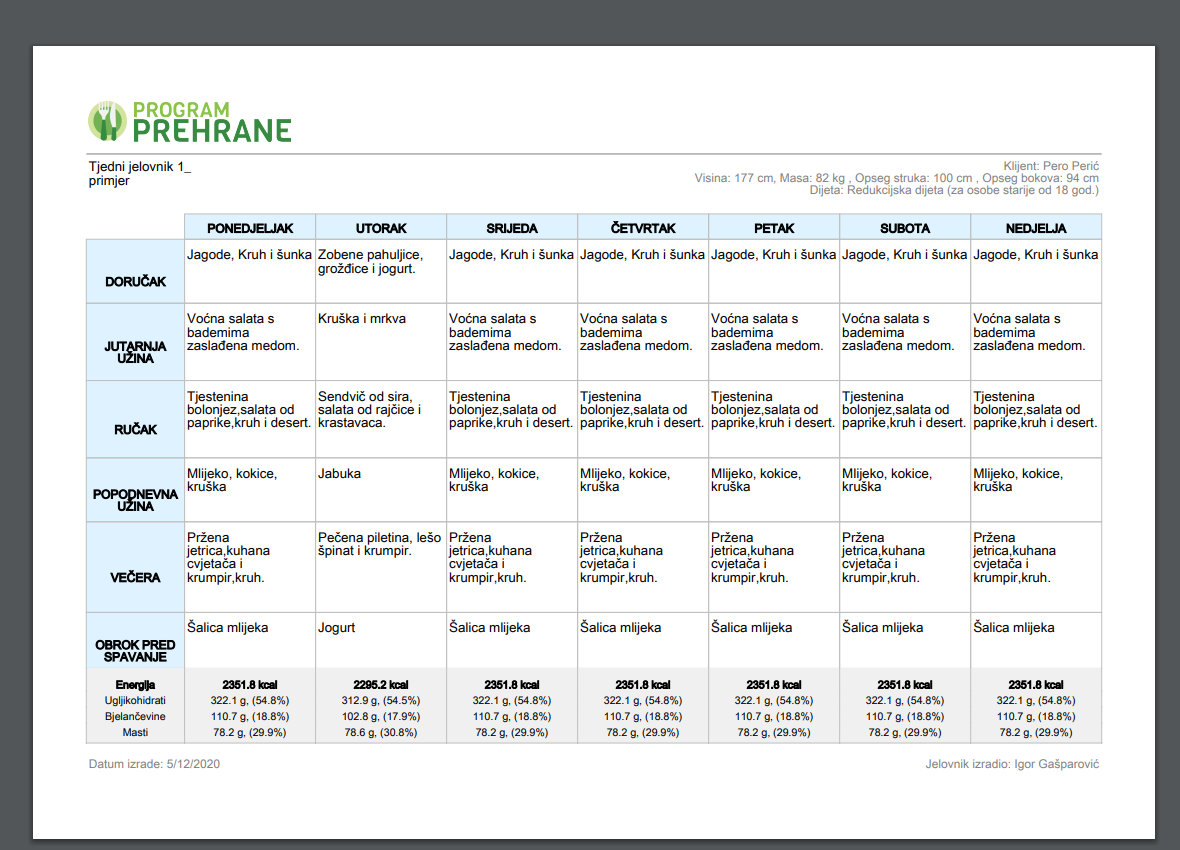 PROGRAM
PREHRANE
Tjedni jelovnik 1_
primjer
Klijent: Pero Perić
Visina: 177 cm, Masa: 82 kg , Opseg struka: 100 cm , Opseg bokova: 94 cm
Dijeta: Redukcijska dijeta (za osobe starije od 18 god.)
PONEDJELJAK UTORAK SRIJEDA ČETVRTAK PETAK SUBOTA NEDJELJA
DORUČAK
Jagode, Kruh i šunka
Zobene pahuljice,
grožđice i jogurt.
Jagode, Kruh i šunka
Jagode, Kruh i šunka
Jagode, Kruh i šunka
Jagode, Kruh i šunka
Jagode, Kruh i šunka
JUTARNJA
UŽINA
Voćna salata s
bademima
zaslađena medom.
Kruška i mrkva
Voćna salata s
bademima
zaslađena medom.
Voćna salata s
bademima
zaslađena medom.
Voćna salata s
bademima
zaslađena medom.
Voćna salata s
bademima
zaslađena medom.
Voćna salata s
bademima
zaslađena medom.
RUČAK
Tjestenina
bolonjez,salata od
paprike,kruh i desert.
Sendvič od sira,
salata od rajčice i
krastavaca.
Tjestenina
bolonjez,salata od
paprike,kruh i desert.
Tjestenina
bolonjez,salata od
paprike,kruh i desert.
Tjestenina
bolonjez,salata od
paprike,kruh i desert.
Tjestenina
bolonjez,salata od
paprike,kruh i desert.
Tjestenina
bolonjez,salata od
paprike,kruh i desert.
POPODNEVNA
UŽINA
Mlijeko, kokice,
kruška
Jabuka
Mlijeko, kokice,
kruška
Mlijeko, kokice,
kruška
Mlijeko, kokice,
kruška
Mlijeko, kokice,
kruška
Mlijeko, kokice,
kruška
VEČERA
Pržena
jetrica,kuhana
cvjetača i
krumpir,kruh.
Pečena piletina, lešo
špinat i krumpir.
Pržena
jetrica,kuhana
cvjetača i
krumpir,kruh.
Pržena
jetrica,kuhana
cvjetača i
krumpir,kruh.
Pržena
jetrica,kuhana
cvjetača i
krumpir,kruh.
Pržena
jetrica,kuhana
cvjetača i
krumpir,kruh.
Pržena
jetrica,kuhana
cvjetača i
krumpir,kruh.
OBROK PRED
SPAVANJE
Šalica mlijeka
Jogurt
Šalica mlijeka
Šalica mlijeka
Šalica mlijeka
Šalica mlijeka
Šalica mlijeka
Energija 2351.8 kcal 2295.2 kcal 2351.8 kcal 2351.8 kcal 2351.8 kcal 2351.8 kcal 2351.8 kcal
Ugljikohidrati 322.1 g, (54.8%) 312.9 g, (54.5%) 322.1 g, (54.8%) 322.1 g, (54.8%) 322.1 g, (54.8%) 322.1 g, (54.8%) 322.1 g, (54.8%)
Bjelančevine 110.7 g, (18.8%) 102.8 g, (17.9%) 110.7 g, (18.8%) 110.7 g, (18.8%) 110.7 g, (18.8%) 110.7 g, (18.8%) 110.7 g, (18.8%)
Masti 78.2 g, (29.9%) 78.6 g, (30.8%) 78.2 g, (29.9%) 78.2 g, (29.9%) 78.2 g, (29.9%) 78.2 g, (29.9%) 78.2 g, (29.9%)
Datum izrade: 5/12/2020
Jelovnik izradio: Igor Gašparović